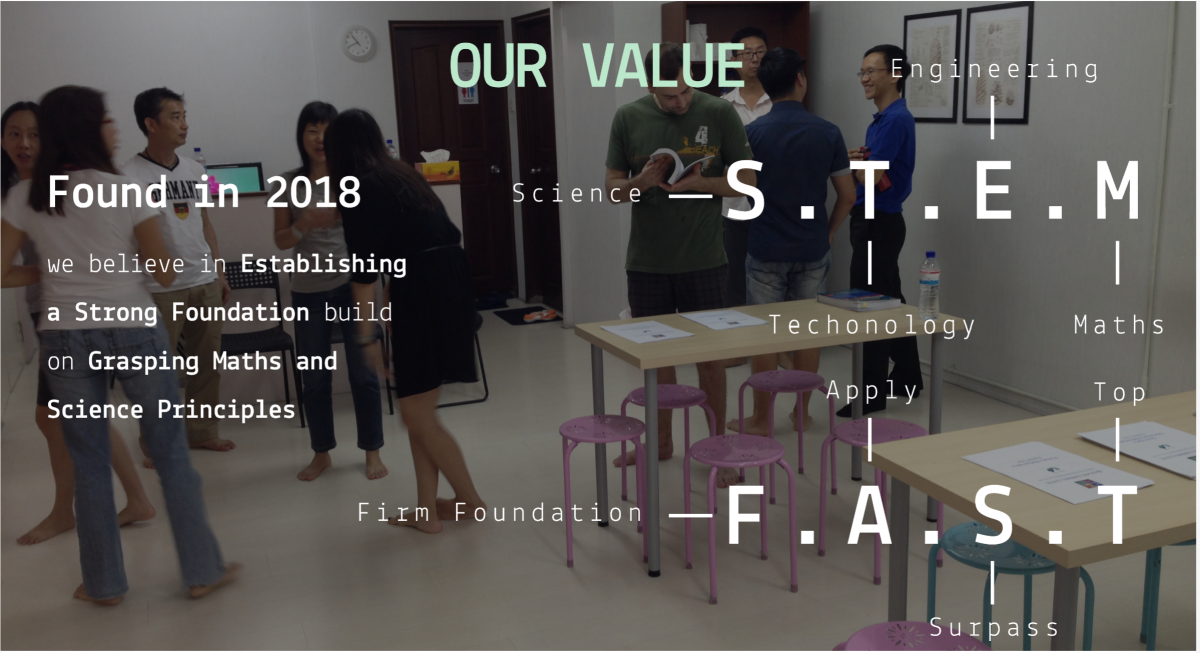 OUR VALUE
Engineering
Found in 2018
Science
S.T.E.M
we believe in Establishing
a Strong Foundation build
on Grasping Maths and
Science Principles
Techonology
Maths
Apply
Top
Firm Foundation
F.A.S.T
Surpass